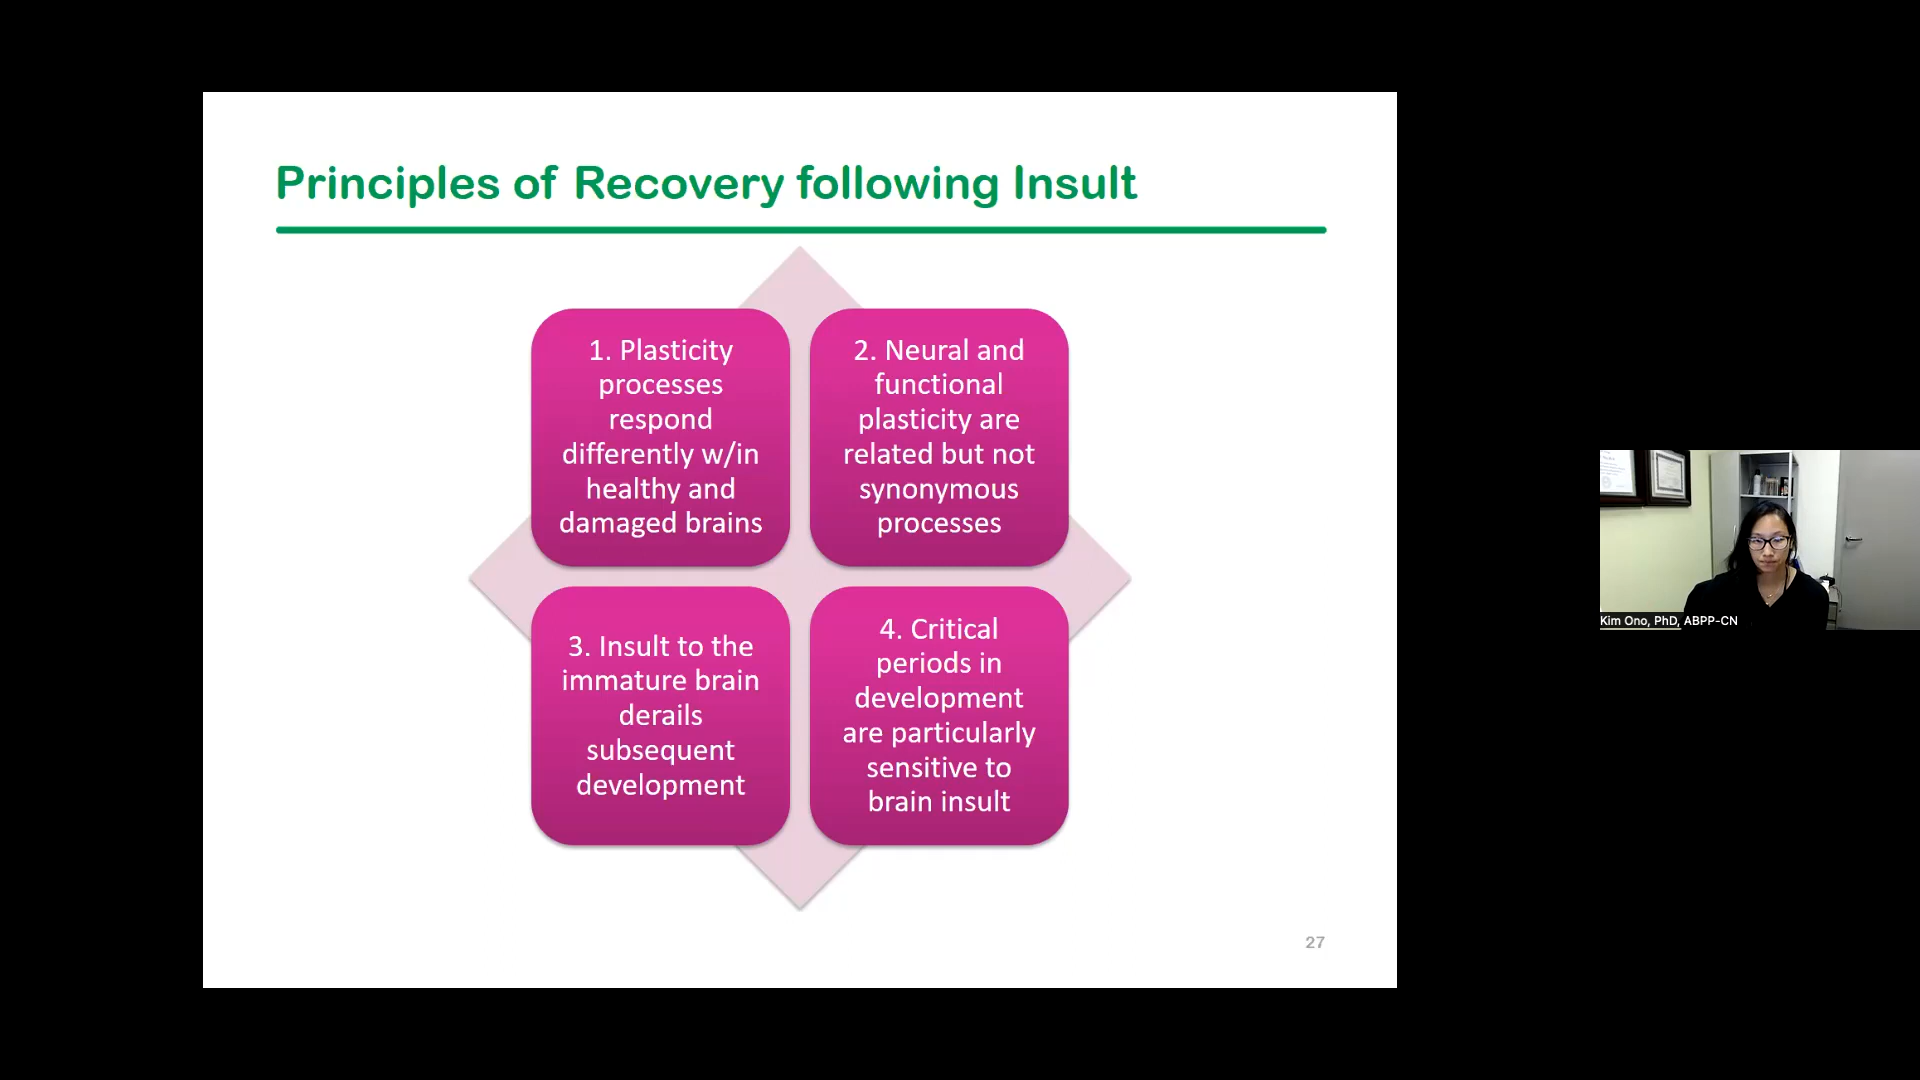 Principles of Recovery following Insult
1. Plasticity
processes
respond
differently w/in
healthy and
damaged brains
2. Neural and
functional
plasticity are
related but not
synonymous
processes
3. Insult to the
immature brain
derails
subsequent
development
4. Critical
periods in
development
are particularly
sensitive to
brain insult
27
Kim Ono, PhD, ABPP-CN